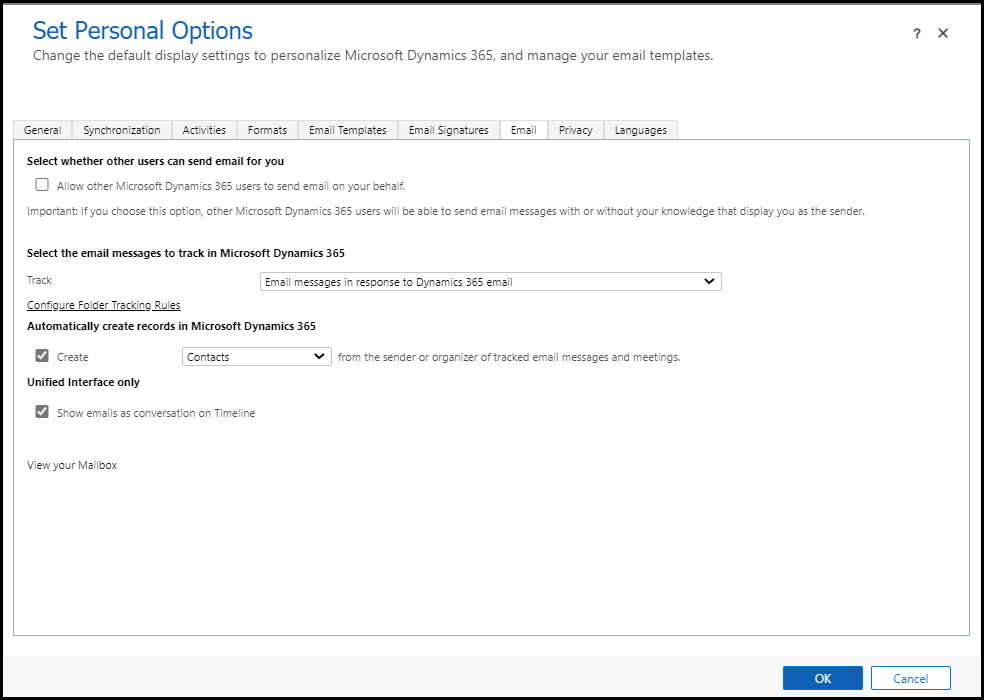 Set Personal Options
? ×
Change the default display settings to personalize Microsoft Dynamics 365, and manage your email templates.
General Synchronization Activities Formats Email Templates Email Signatures Email Privacy Languages
Select whether other users can send email for you
Allow other Microsoft Dynamics 365 users to send email on your behalf.
Important: If you choose this option, other Microsoft Dynamics 365 users will be able to send email messages with or without your knowledge that display you as the sender.
Select the email messages to track in Microsoft Dynamics 365
Track Email messages in response to Dynamics 365 email
Configure Folder Tracking Rules
Automatically create records in Microsoft Dynamics 365
Create Contacts from the sender or organizer of tracked email messages and meetings.
Unified Interface only
Show emails as conversation on Timeline
View your Mailbox
OK Cancel